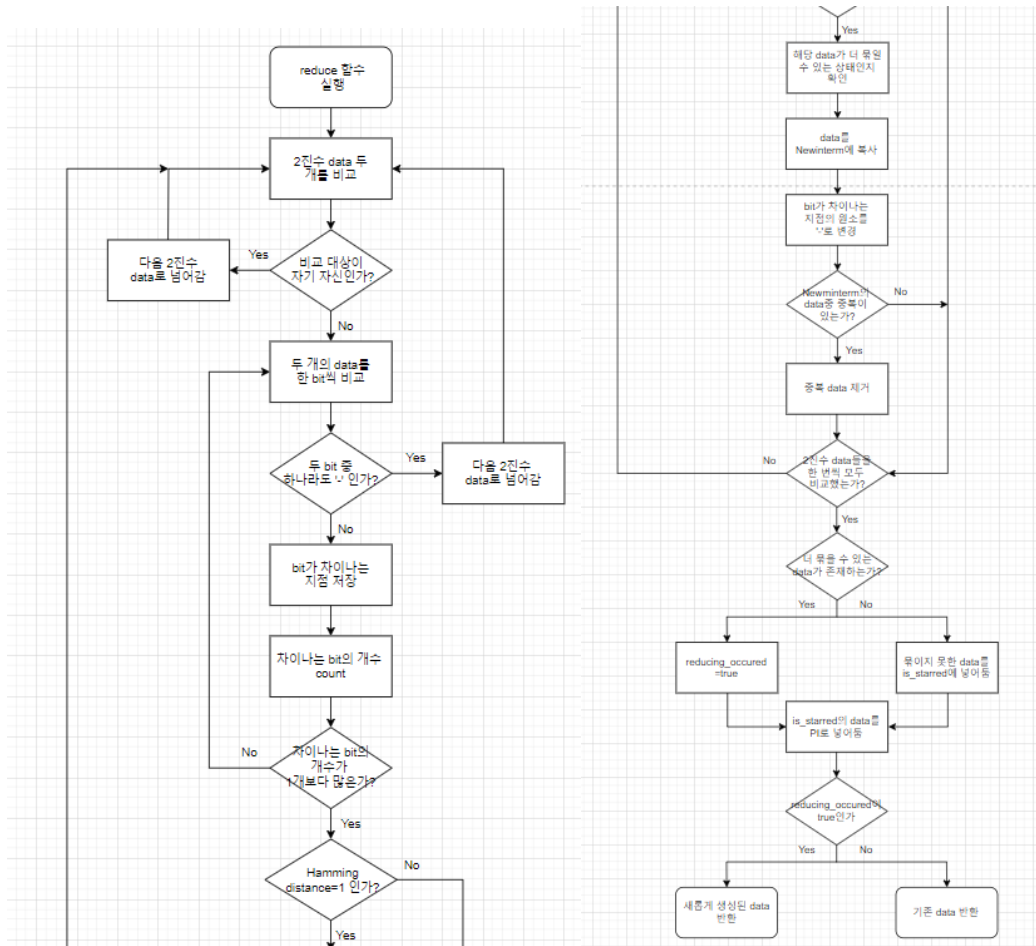 reduce 함수
실행
2진수 data 두
개를 비교
비교 대상이
자기 자신인가?
Yes
다음 2진수
data로 넘어감
No
두 개의 data를
한 bit씩 비교
두 bit 중
하나라도 '-' 인가?
Yes
다음 2진수
data로 넘어감
No
bit가 차이나는
지점 저장
차이나는 bit의 개수
count
차이나는 bit의
개수가
1개보다 많은가?
No
Yes
Hamming
distance=1 인가?
No
Yes
Yes
해당 data가 더 묶일
수 있는 상태인지
확인
data를
Newinterm에 복사
bit가 차이나는
지점의 원소를
'-'로 변경
Newminterm의
data중 중복이
있는가?
No
Yes
중복 data 제거
2진수 data들을
한 번씩 모두
비교했는가?
No
Yes
더 묶을 수 있는
data가 존재하는가?
Yes
No
reducing_occured
=true
묶이지 못한 data를
is_starred에 넣어둠
is_starred의 data를
PI로 넣어둠
reducing_occured이
true인가
Yes
No
새롭게 생성된 data
반환
기존 data 반환